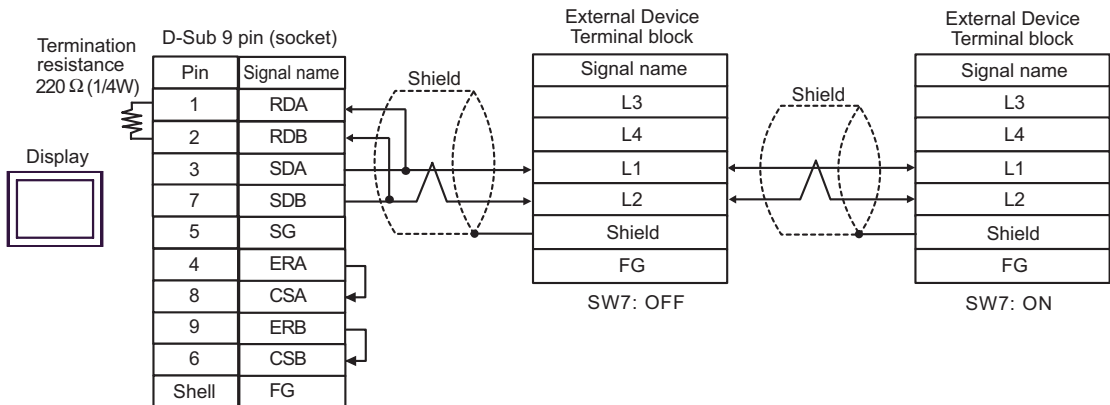 Termination
resistance
220 Ω (1/4W)
Display
D-Sub 9 pin (socket)
Pin Signal name
1 RDA
2 RDB
3 SDA
7 SDB
5 SG
4 ERA
8 CSA
9 ERB
6 CSB
Shell FG
Shield
External Device
Terminal block
Signal name
L3
L4
L1
L2
Shield
FG
SW7: OFF
Shield
External Device
Terminal block
Signal name
L3
L4
L1
L2
Shield
FG
SW7: ON